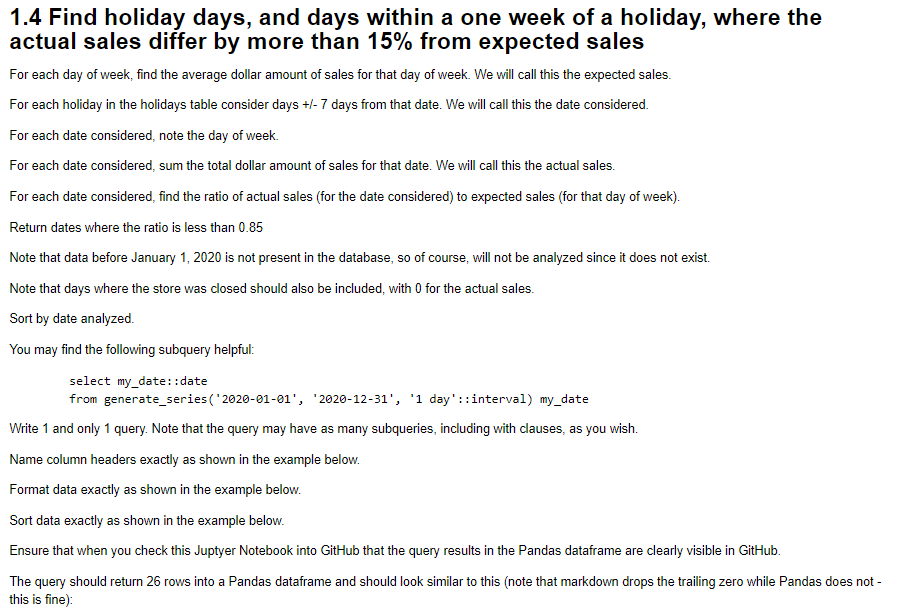 1.4 Find holiday days, and days within a one week of a holiday, where the
actual sales differ by more than 15% from expected sales
For each day of week, find the average dollar amount of sales for that day of week. We will call this the expected sales.
For each holiday in the holidays table consider days +/- 7 days from that date. We will call this the date considered.
For each date considered, note the day of week.
For each date considered, sum the total dollar amount of sales for that date. We will call this the actual sales.
For each date considered, find the ratio of actual sales (for the date considered) to expected sales (for that day of week).
Return dates where the ratio is less than 0.85
Note that data before January 1, 2020 is not present in the database, so of course, will not be analyzed since it does not exist.
Note that days where the store was closed should also be included, with 0 for the actual sales.
Sort by date analyzed.
You may find the following subquery helpful:
select my_date::date
from generate_series('2020-01-01', '2020-12-31', '1 day'::interval) my_date
Write 1 and only 1 query. Note that the query may have as many subqueries, including with clauses, as you wish.
Name column headers exactly as shown in the example below.
Format data exactly as shown in the example below.
Sort data exactly as shown in the example below.
Ensure that when you check this Juptyer Notebook into GitHub that the query results in the Pandas dataframe are clearly visible in GitHub.
The query should return 26 rows into a Pandas dataframe and should look similar to this (note that markdown drops the trailing zero while Pandas does not -
this is fine):